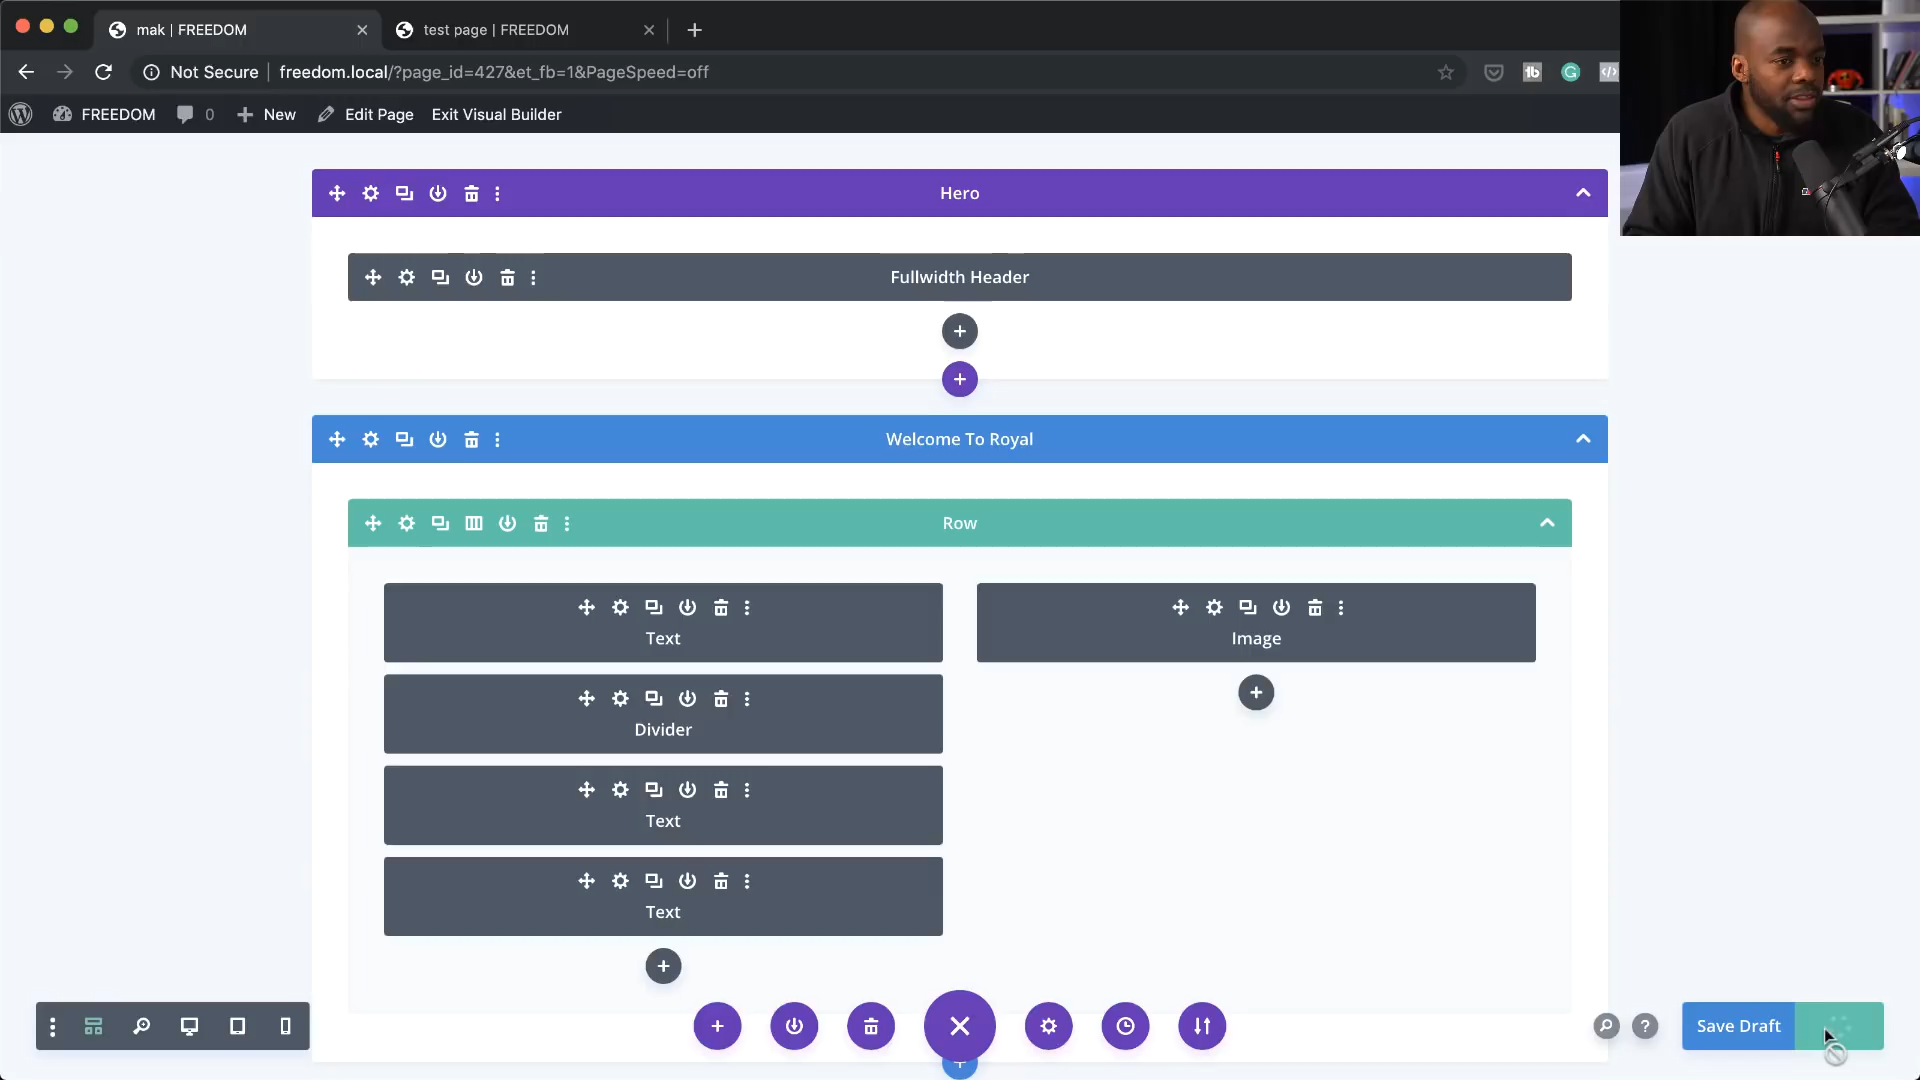 mak | FREEDOM
test page | FREEDOM
Not Secure
freedom.local/?page_id=427&et_fb=1&PageSpeed=off
tb
G
</>
FREEDOM
0
New
Edit Page
Exit Visual Builder
Hero
Fullwidth Header
Welcome To Royal
Row
Text
Image
Divider
Text
Text
?
Save Draft